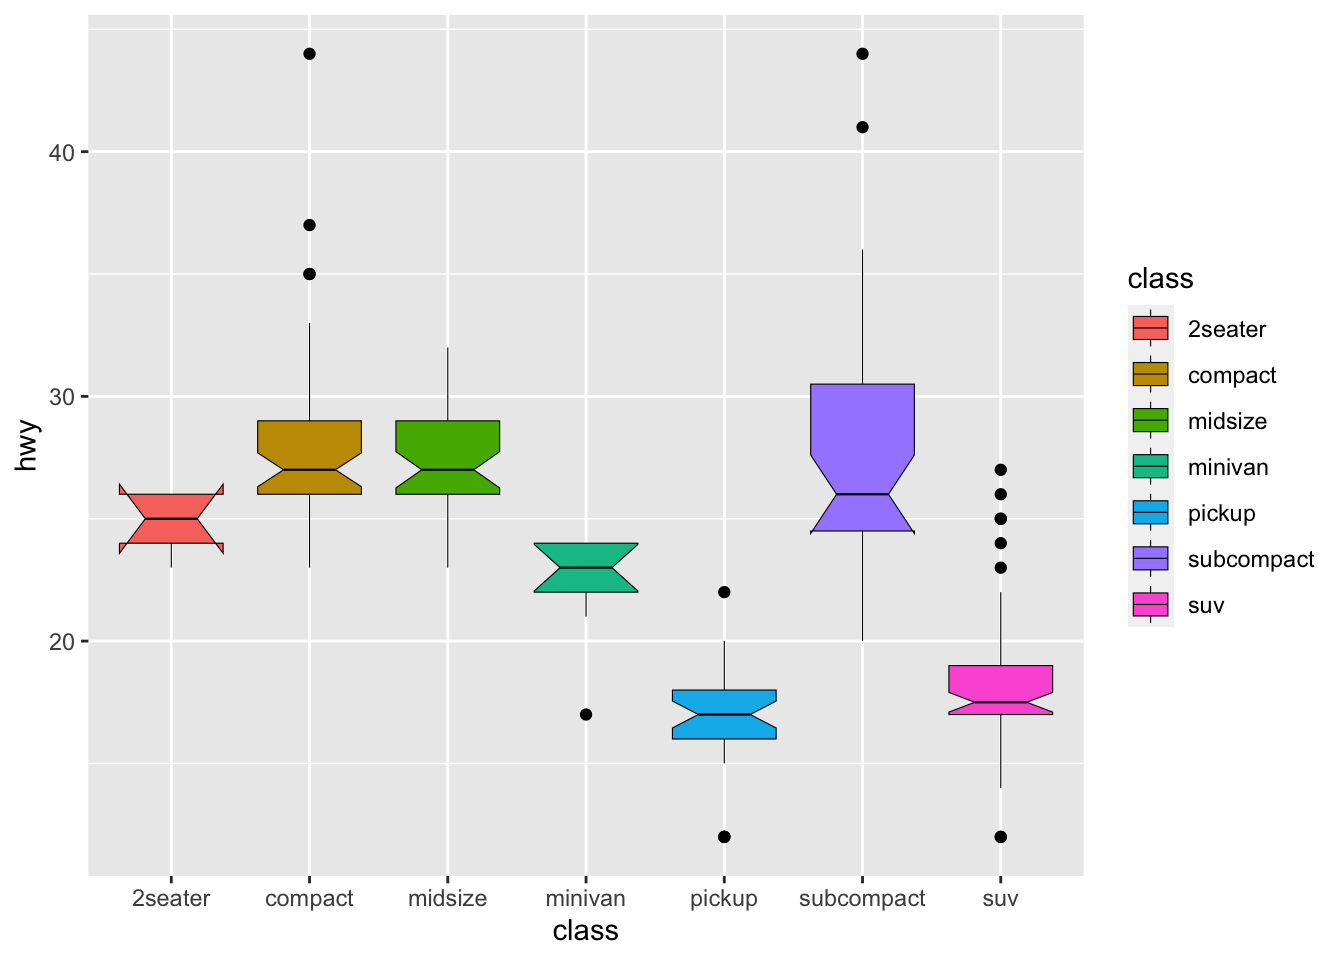 hwy
40
30
20
2seater compact midsize minivan pickup subcompact suv
class
class
2seater
compact
midsize
minivan
pickup
subcompact
suv